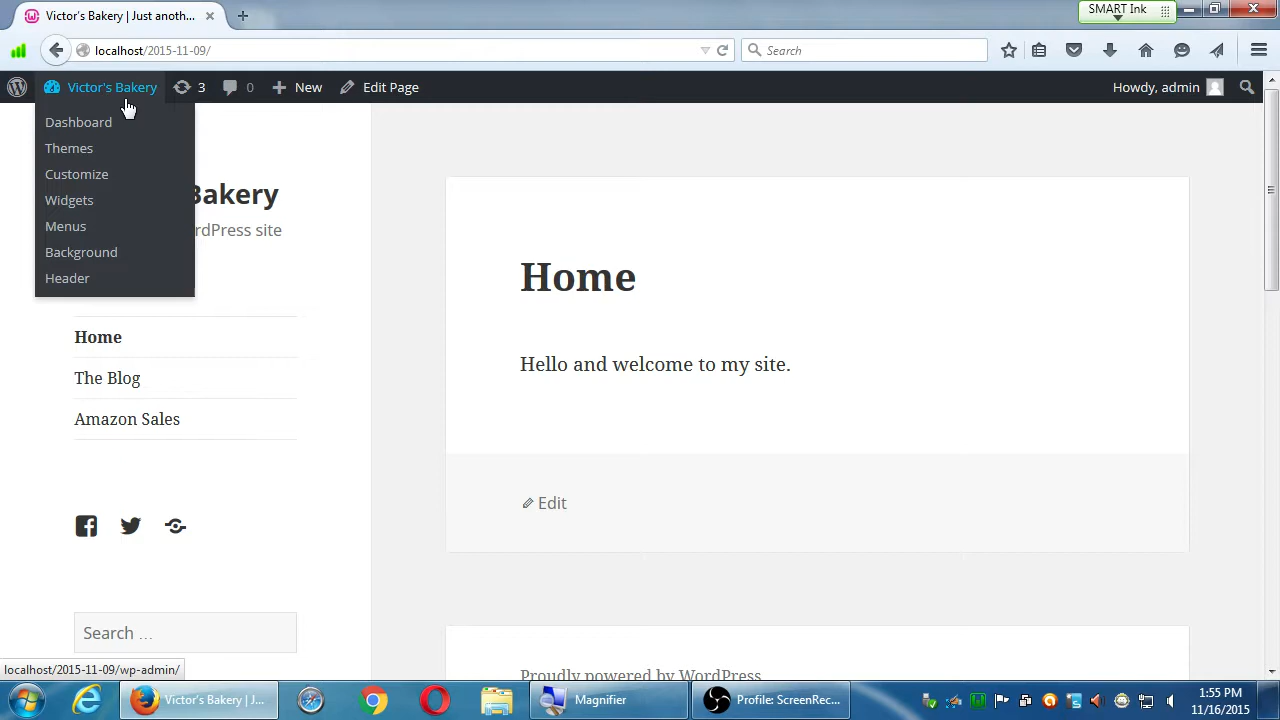 Victor's Bakery | Just anoth...
SMART Ink
localhost/2015-11-09/
Search
Victor's Bakery
3
0
New
Edit Page
Howdy, admin
Dashboard
Themes
Customize
Widgets
Menus
Background
Header
Bakery
rdPress site
Home
The Blog
Amazon Sales
Search ...
Home
Hello and welcome to my site.
Edit
Proudly powered by WordPress
localhost/2015-11-09/wp-admin/
Victor's Bakery | J...
Magnifier
Profile: ScreenRec...
1:55 PM
11/16/2015